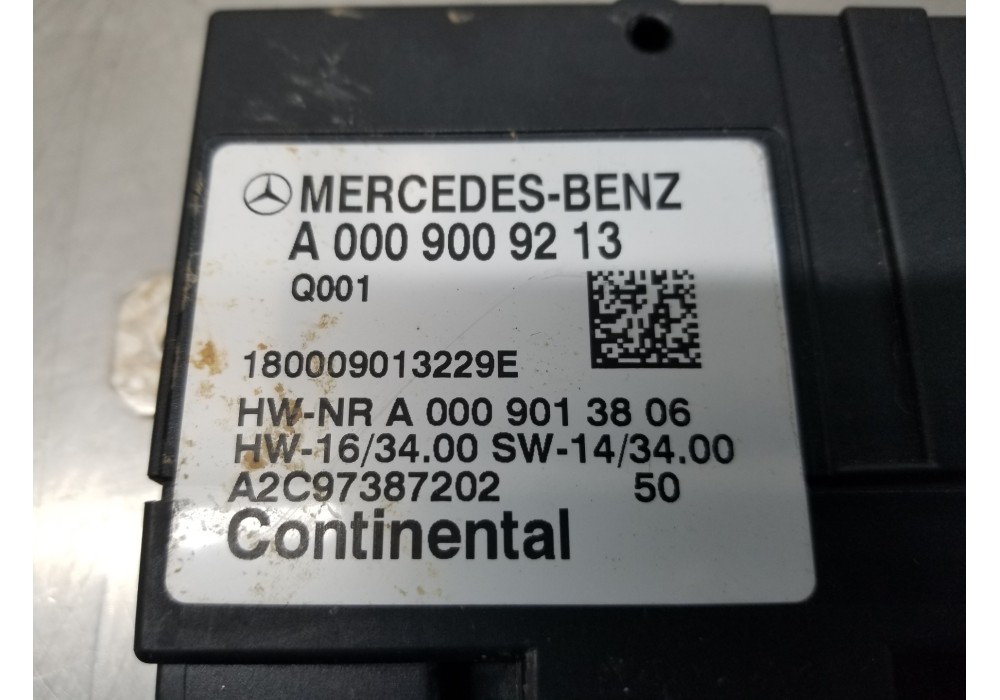 MERCEDES-BENZ
A 000 900 92 13
Q001
180009013229E
HW-NR A 000 901 38 06
HW-16/34.00 SW-14/34.00
A2C97387202 50
Continental